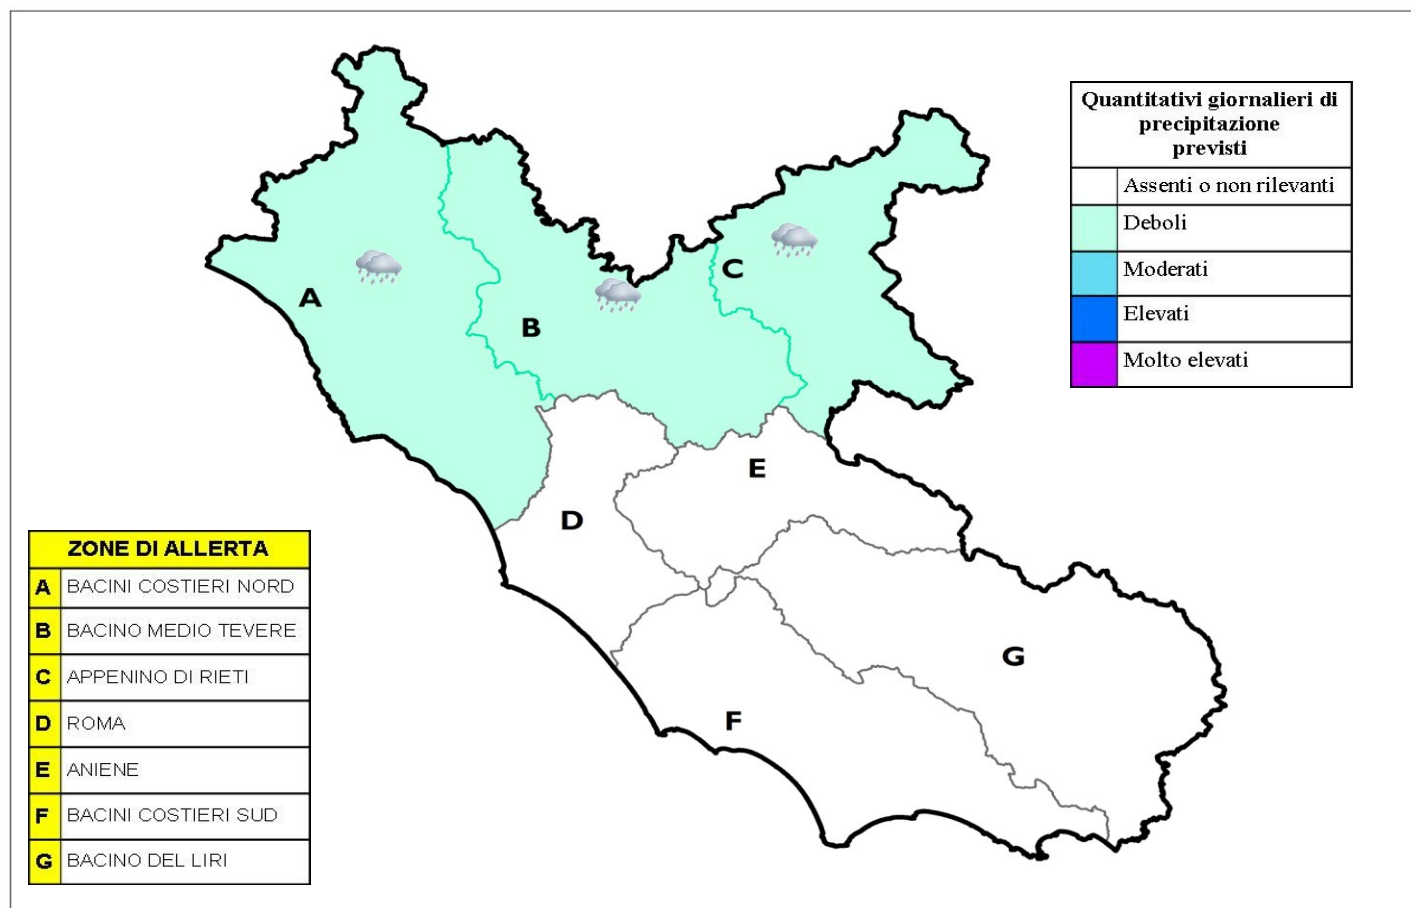 Quantitativi giornalieri di
precipitazione
previsti
Assenti o non rilevanti
Deboli
Moderati
Elevati
Molto elevati
A
B
C
D
E
F
G
ZONE DI ALLERTA
A BACINI COSTIERI NORD
B BACINO MEDIO TEVERE
C APPENINO DI RIETI
D ROMA
E ANIENE
F BACINI COSTIERI SUD
G BACINO DEL LIRI